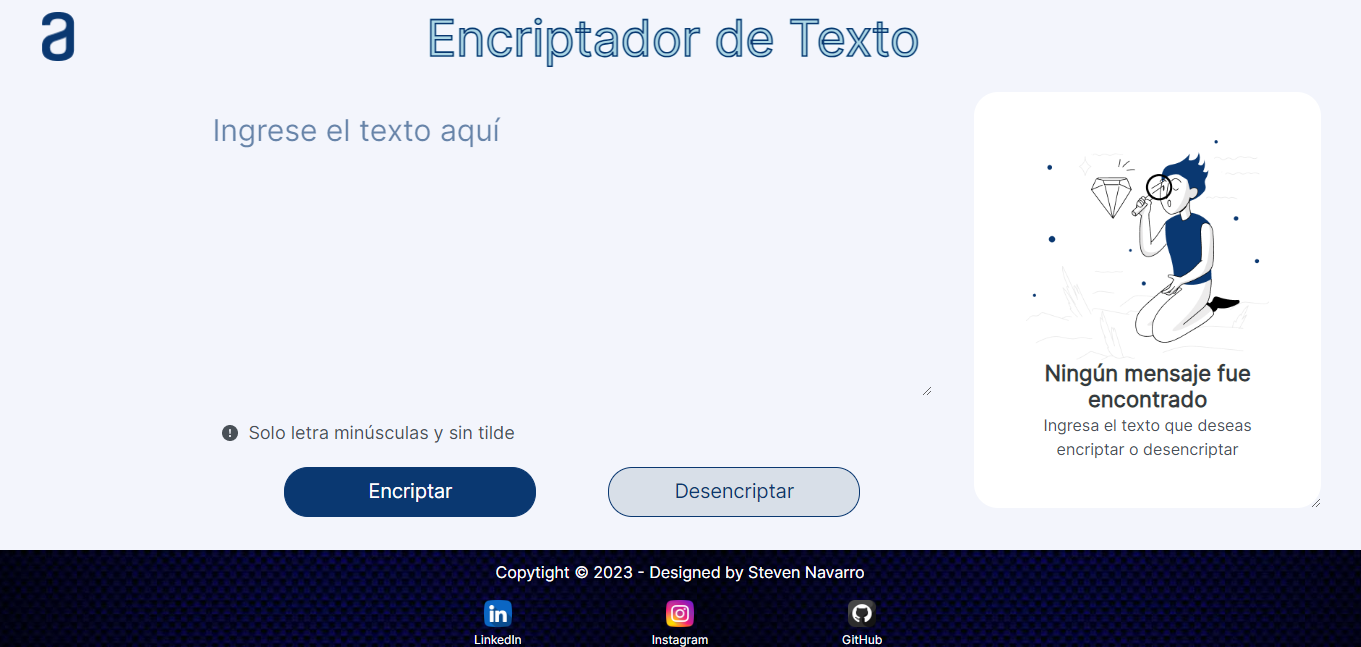 a
Encriptador de Texto
Ingrese el texto aquí
Solo letra minúsculas y sin tilde
Encriptar
Desencriptar
Ningún mensaje fue
encontrado
Ingresa el texto que deseas
encriptar o desencriptar
Copytight © 2023 - Designed by Steven Navarro
in
LinkedIn
Instagram
GitHub